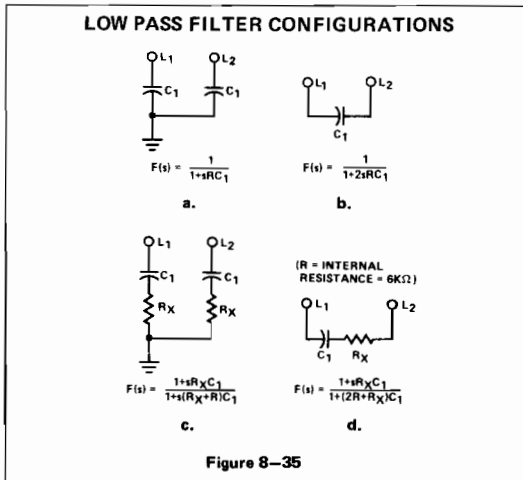 LOW PASS FILTER CONFIGURATIONS
L1 L2
C1 C1
F(s) = 1/1+sRC1
a.
L1 L2
C1
F(s) = 1/1+2sRC1
b.
L1 L2
C1 C1
RX RX
F(s) = 1+sRXC1/1+s(RX+R)C1
c.
(R = INTERNAL
RESISTANCE = 6KΩ)
L1 L2
C1 RX
F(s) = 1+sRXC1/1+(2R+RX)C1
d.
Figure 8–35